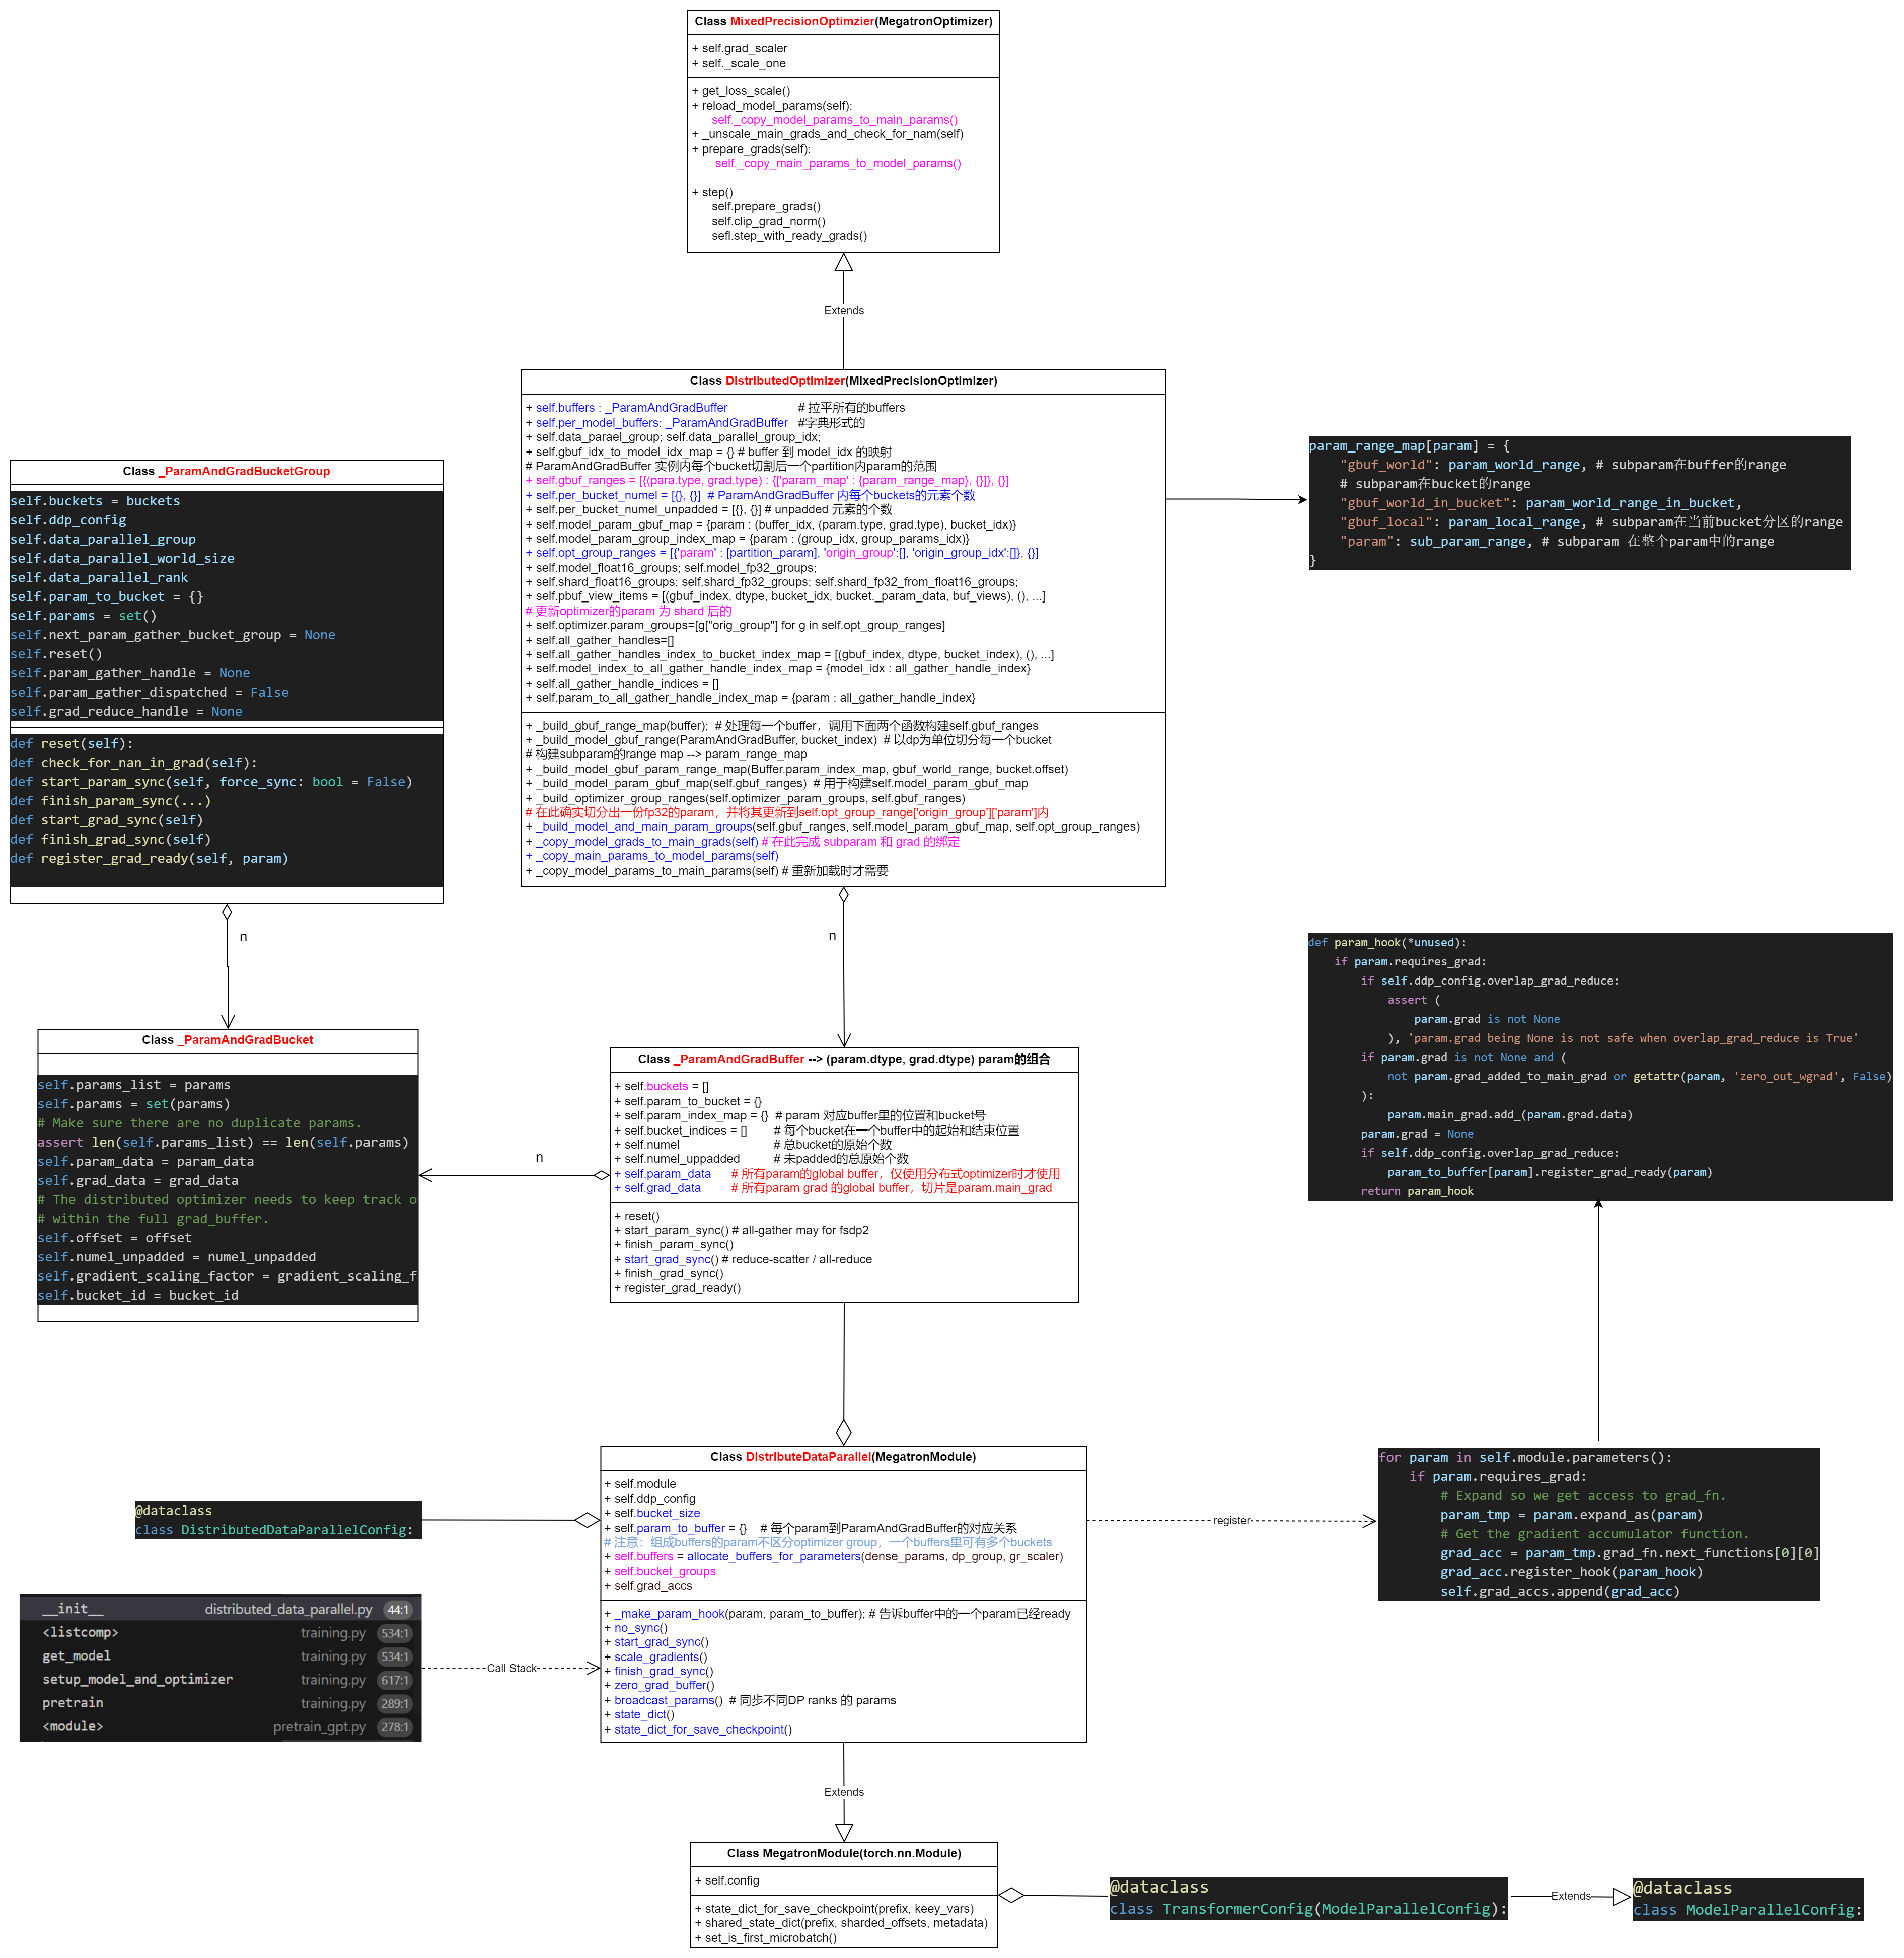 Class MixedPrecisionOptimzier(MegatronOptimizer)
+ self.grad_scaler
+ self._scale_one
+ get_loss_scale()
+ reload_model_params(self):
self._copy_model_params_to_main_params()
+ _unscale_main_grads_and_check_for_nam(self)
+ prepare_grads(self):
self._copy_main_params_to_model_params()
+ step()
self.prepare_grads()
self.clip_grad_norm()
sefl.step_with_ready_grads()
Extends
Class DistributedOptimizer(MixedPrecisionOptimizer)
+ self.buffers : _ParamAndGradBuffer # 拉平所有的buffers
+ self.per_model_buffers: _ParamAndGradBuffer #字典形式的
+ self.data_parael_group; self.data_parallel_group_idx;
+ self.gbuf_idx_to_model_idx_map = {} # buffer 到 model_idx 的映射
# ParamAndGradBuffer 实例内每个bucket切割后一个partition内param的范围
+ self.gbuf_ranges = [{(para.type, grad.type) : {['param_map' : {param_range_map}, {}]}, {}]
+ self.per_bucket_numel = [{}, {}] # ParamAndGradBuffer 内每个buckets的元素个数
+ self.per_bucket_numel_unpadded = [{}, {}] # unpadded 元素的个数
+ self.model_param_gbuf_map = {param : (buffer_idx, (param.type, grad.type), bucket_idx)}
+ self.model_param_group_index_map = {param : (group_idx, group_params_idx)}
+ self.opt_group_ranges = [{'param' : [partition_param], 'origin_group':[], 'origin_group_idx':[]}, {}]
+ self.model_float16_groups; self.model_fp32_groups;
+ self.shard_float16_groups; self.shard_fp32_groups; self.shard_fp32_from_float16_groups;
+ self.pbuf_view_items = [(gbuf_index, dtype, bucket_idx, bucket._param_data, buf_views), (), ...]
# 更新optimizer的param 为 shard 后的
+ self.optimizer.param_groups=[g["orig_group"] for g in self.opt_group_ranges]
+ self.all_gather_handles=[]
+ self.all_gather_handles_index_to_bucket_index_map = [(gbuf_index, dtype, bucket_index), (), ...]
+ self.model_index_to_all_gather_handle_index_map = {model_idx : all_gather_handle_index}
+ self.all_gather_handle_indices = []
+ self.param_to_all_gather_handle_index_map = {param : all_gather_handle_index}
+ _build_gbuf_range_map(buffer); # 处理每一个buffer，调用下面两个函数构建self.gbuf_ranges
+ _build_model_gbuf_range(ParamAndGradBuffer, bucket_index) # 以dp为单位切分每一个bucket
# 构建subparam的range map --> param_range_map
+ _build_model_gbuf_param_range_map(Buffer.param_index_map, gbuf_world_range, bucket.offset)
+ _build_model_param_gbuf_map(self.gbuf_ranges) # 用于构建self.model_param_gbuf_map
+ _build_optimizer_group_ranges(self.optimizer_param_groups, self.gbuf_ranges)
# 在此确实切分出一份fp32的param，并将其更新到self.opt_group_range['origin_group']['param']内
+ _build_model_and_main_param_groups(self.gbuf_ranges, self.model_param_gbuf_map, self.opt_group_ranges)
+ _copy_model_grads_to_main_grads(self) # 在此完成 subparam 和 grad 的绑定
+ _copy_main_params_to_model_params(self)
+ _copy_model_params_to_main_params(self) # 重新加载时才需要
param_range_map[param] = {
"gbuf_world": param_world_range, # subparam在buffer的range
# subparam在bucket的range
"gbuf_world_in_bucket": param_world_range_in_bucket,
"gbuf_local": param_local_range, # subparam在当前bucket分区的range
"param": sub_param_range, # subparam 在整个param中的range
}
Class _ParamAndGradBucketGroup
self.buckets = buckets
self.ddp_config
self.data_parallel_group
self.data_parallel_world_size
self.data_parallel_rank
self.param_to_bucket = {}
self.params = set()
self.next_param_gather_bucket_group = None
self.reset()
self.param_gather_handle = None
self.param_gather_dispatched = False
self.grad_reduce_handle = None
def reset(self):
def check_for_nan_in_grad(self):
def start_param_sync(self, force_sync: bool = False)
def finish_param_sync(...)
def start_grad_sync(self)
def finish_grad_sync(self)
def register_grad_ready(self, param)
n
n
Class _ParamAndGradBucket
self.params_list = params
self.params = set(params)
# Make sure there are no duplicate params.
assert len(self.params_list) == len(self.params)
self.param_data = param_data
self.grad_data = grad_data
# The distributed optimizer needs to keep track o
# within the full grad_buffer.
self.offset = offset
self.numel_unpadded = numel_unpadded
self.gradient_scaling_factor = gradient_scaling_f
self.bucket_id = bucket_id
n
Class _ParamAndGradBuffer --> (param.dtype, grad.dtype) param的组合
+ self.buckets = []
+ self.param_to_bucket = {}
+ self.param_index_map = {} # param 对应buffer里的位置和bucket号
+ self.bucket_indices = [] # 每个bucket在一个buffer中的起始和结束位置
+ self.numel # 总bucket的原始个数
+ self.numel_uppadded # 未padded的总原始个数
+ self.param_data # 所有param的global buffer，仅使用分布式optimizer时才使用
+ self.grad_data # 所有param grad 的global buffer，切片是param.main_grad
+ reset()
+ start_param_sync() # all-gather may for fsdp2
+ finish_param_sync()
+ start_grad_sync() # reduce-scatter / all-reduce
+ finish_grad_sync()
+ register_grad_ready()
def param_hook(*unused):
if param.requires_grad:
if self.ddp_config.overlap_grad_reduce:
assert (
param.grad is not None
), 'param.grad being None is not safe when overlap_grad_reduce is True'
if param.grad is not None and (
not param.grad_added_to_main_grad or getattr(param, 'zero_out_wgrad', False)
):
param.main_grad.add_(param.grad.data)
param.grad = None
if self.ddp_config.overlap_grad_reduce:
param_to_buffer[param].register_grad_ready(param)
return param_hook
Class DistributeDataParallel(MegatronModule)
+ self.module
+ self.ddp_config
+ self.bucket_size
+ self.param_to_buffer = {} # 每个param到ParamAndGradBuffer的对应关系
# 注意：组成buffers的param不区分optimizer group，一个buffers里可有多个buckets
+ self.buffers = allocate_buffers_for_parameters(dense_params, dp_group, gr_scaler)
+ self.bucket_groups
+ self.grad_accs
+ _make_param_hook(param, param_to_buffer); # 告诉buffer中的一个param已经ready
+ no_sync()
+ start_grad_sync()
+ scale_gradients()
+ finish_grad_sync()
+ zero_grad_buffer()
+ broadcast_params() # 同步不同DP ranks 的 params
+ state_dict()
+ state_dict_for_save_checkpoint()
@dataclass
class DistributedDataParallelConfig:
__init__ distributed_data_parallel.py 44:1
<listcomp> training.py 534:1
get_model training.py 534:1
setup_model_and_optimizer training.py 617:1
pretrain training.py 289:1
<module> pretrain_gpt.py 278:1
Call Stack
register
for param in self.module.parameters():
if param.requires_grad:
# Expand so we get access to grad_fn.
param_tmp = param.expand_as(param)
# Get the gradient accumulator function.
grad_acc = param_tmp.grad_fn.next_functions[0][0]
grad_acc.register_hook(param_hook)
self.grad_accs.append(grad_acc)
Extends
Class MegatronModule(torch.nn.Module)
+ self.config
+ state_dict_for_save_checkpoint(prefix, keey_vars)
+ shared_state_dict(prefix, sharded_offsets, metadata)
+ set_is_first_microbatch()
@dataclass
class TransformerConfig(ModelParallelConfig):
Extends
@dataclass
class ModelParallelConfig: